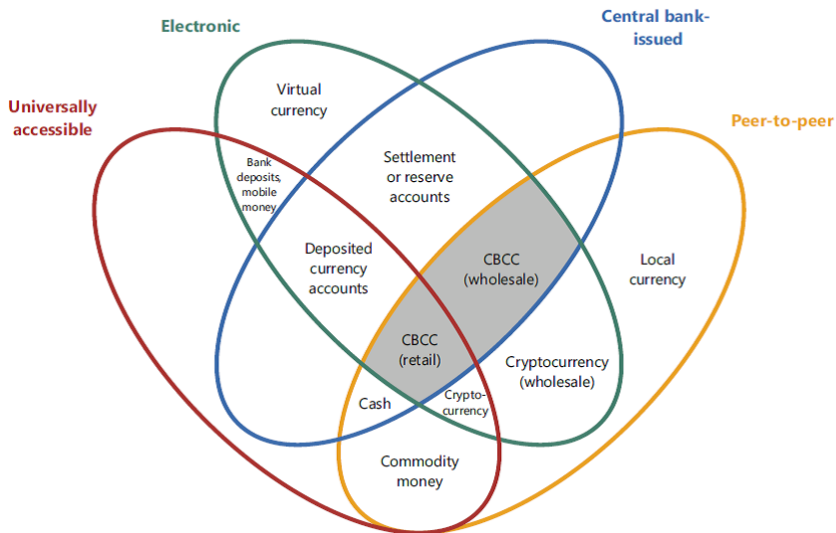 Electronic
Central bank-
issued
Universally
accessible
Peer-to-peer
Virtual
currency
Bank
deposits,
mobile
money
Settlement
or reserve
accounts
Deposited
currency
accounts
CBCC
(wholesale)
Local
currency
CBCC
(retail)
Cryptocurrency
(wholesale)
Cash
Crypto-
currency
Commodity
money